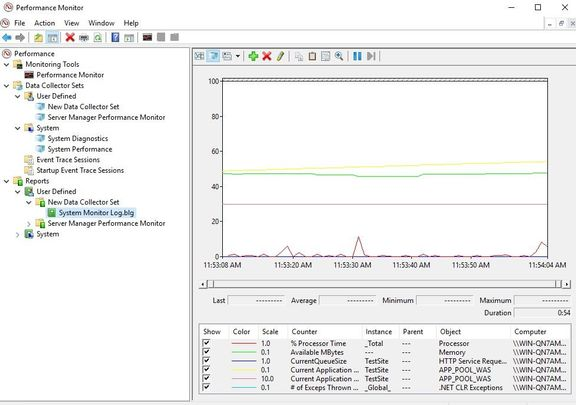 Performance Monitor
File Action View Window Help
Performance
Monitoring Tools
Performance Monitor
Data Collector Sets
User Defined
New Data Collector Set
Server Manager Performance Monitor
System
System Diagnostics
System Performance
Event Trace Sessions
Startup Event Trace Sessions
Reports
User Defined
New Data Collector Set
System Monitor Log.blg
Server Manager Performance Monitor
System
100
80
60
40
20
0
11:53:08 AM 11:53:20 AM 11:53:30 AM 11:53:40 AM 11:53:50 AM 11:54:04 AM
Last --------- Average --------- Minimum --------- Maximum ---------
Duration 0:54
Show Color Scale Counter Instance Parent Object Computer
1.0 % Processor Time _Total --- Processor \\WIN-QN7AM...
0.1 Available MBytes --- --- Memory \\WIN-QN7AM...
1.0 CurrentQueueSize TestSite --- HTTP Service Reque... \\WIN-QN7AM...
0.1 Current Application ... TestSite --- APP_POOL_WAS \\WIN-QN7AM...
10.0 Current Application ... TestSite --- APP_POOL_WAS \\WIN-QN7AM...
0.1 # of Exceps Thrown ... _Global_ --- .NET CLR Exceptions \\WIN-QN7AM...